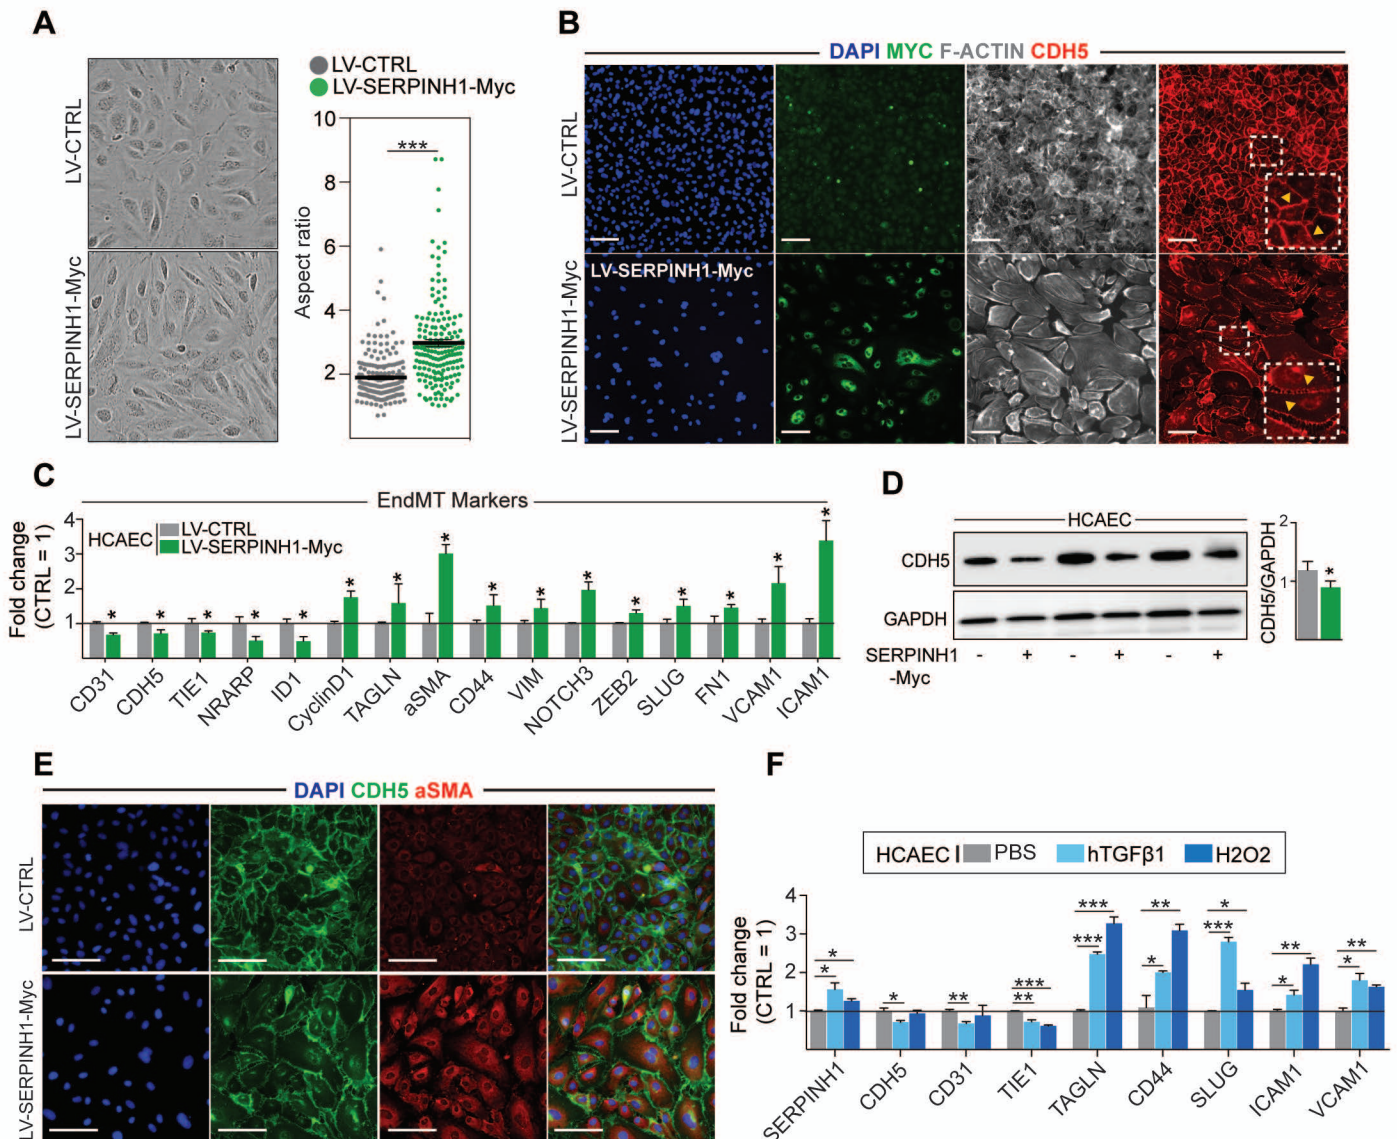 A
LV-CTRL
LV-SERPINH1-Myc
LV-CTRL
LV-SERPINH1-Myc
***
Aspect ratio
10
8
6
4
2
B
DAPI MYC F-ACTIN CDH5
LV-CTRL
LV-SERPINH1-Myc
LV-SERPINH1-Myc
C
EndMT Markers
HCAEC
LV-CTRL
LV-SERPINH1-Myc
Fold change
(CTRL = 1)
4
3
2
1
* * * * * * * * * * * * * * * *
CD31
CDH5
TIE1
NRARP
ID1
CyclinD1
TAGLN
aSMA
CD44
VIM
NOTCH3
ZEB2
SLUG
FN1
VCAM1
ICAM1
D
HCAEC
CDH5
GAPDH
SERPINH1
-Myc
- + - + - +
CDH5/GAPDH
2
1
*
E
DAPI CDH5 aSMA
LV-CTRL
LV-SERPINH1-Myc
F
HCAEC
PBS
hTGFβ1
H2O2
Fold change
(CTRL = 1)
4
3
2
1
* *
*
**
*** **
*** ***
** *
* ***
** *
** *
SERPINH1
CDH5
CD31
TIE1
TAGLN
CD44
SLUG
ICAM1
VCAM1